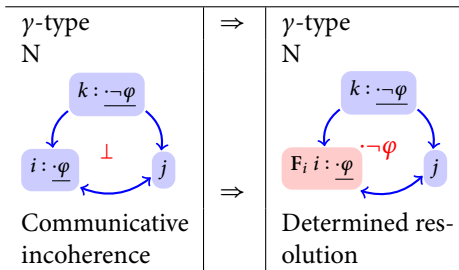 γ-type ⇒ γ-type
N N
k : ·¬φ k : ·¬φ
i : ·φ ⊥ j F_i i : ·φ ·¬φ j
Communicative ⇒ Determined res-
incoherence olution